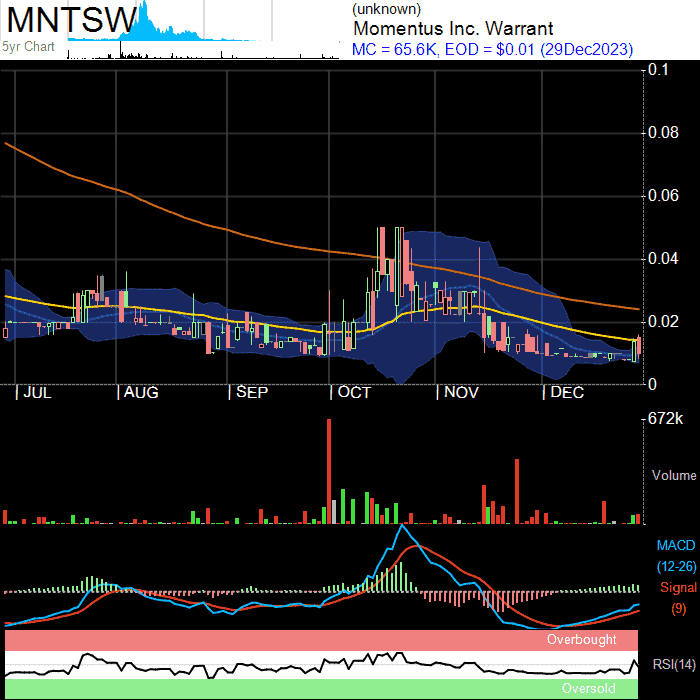 MNTSW
5yr Chart
(unknown)
Momentus Inc. Warrant
MC = 65.6K, EOD = $0.01 (29Dec2023)
0.1
0.08
0.06
0.04
0.02
0
JUL AUG SEP OCT NOV DEC
672k
Volume
MACD
(12-26)
Signal
(9)
Overbought
RSI(14)
Oversold